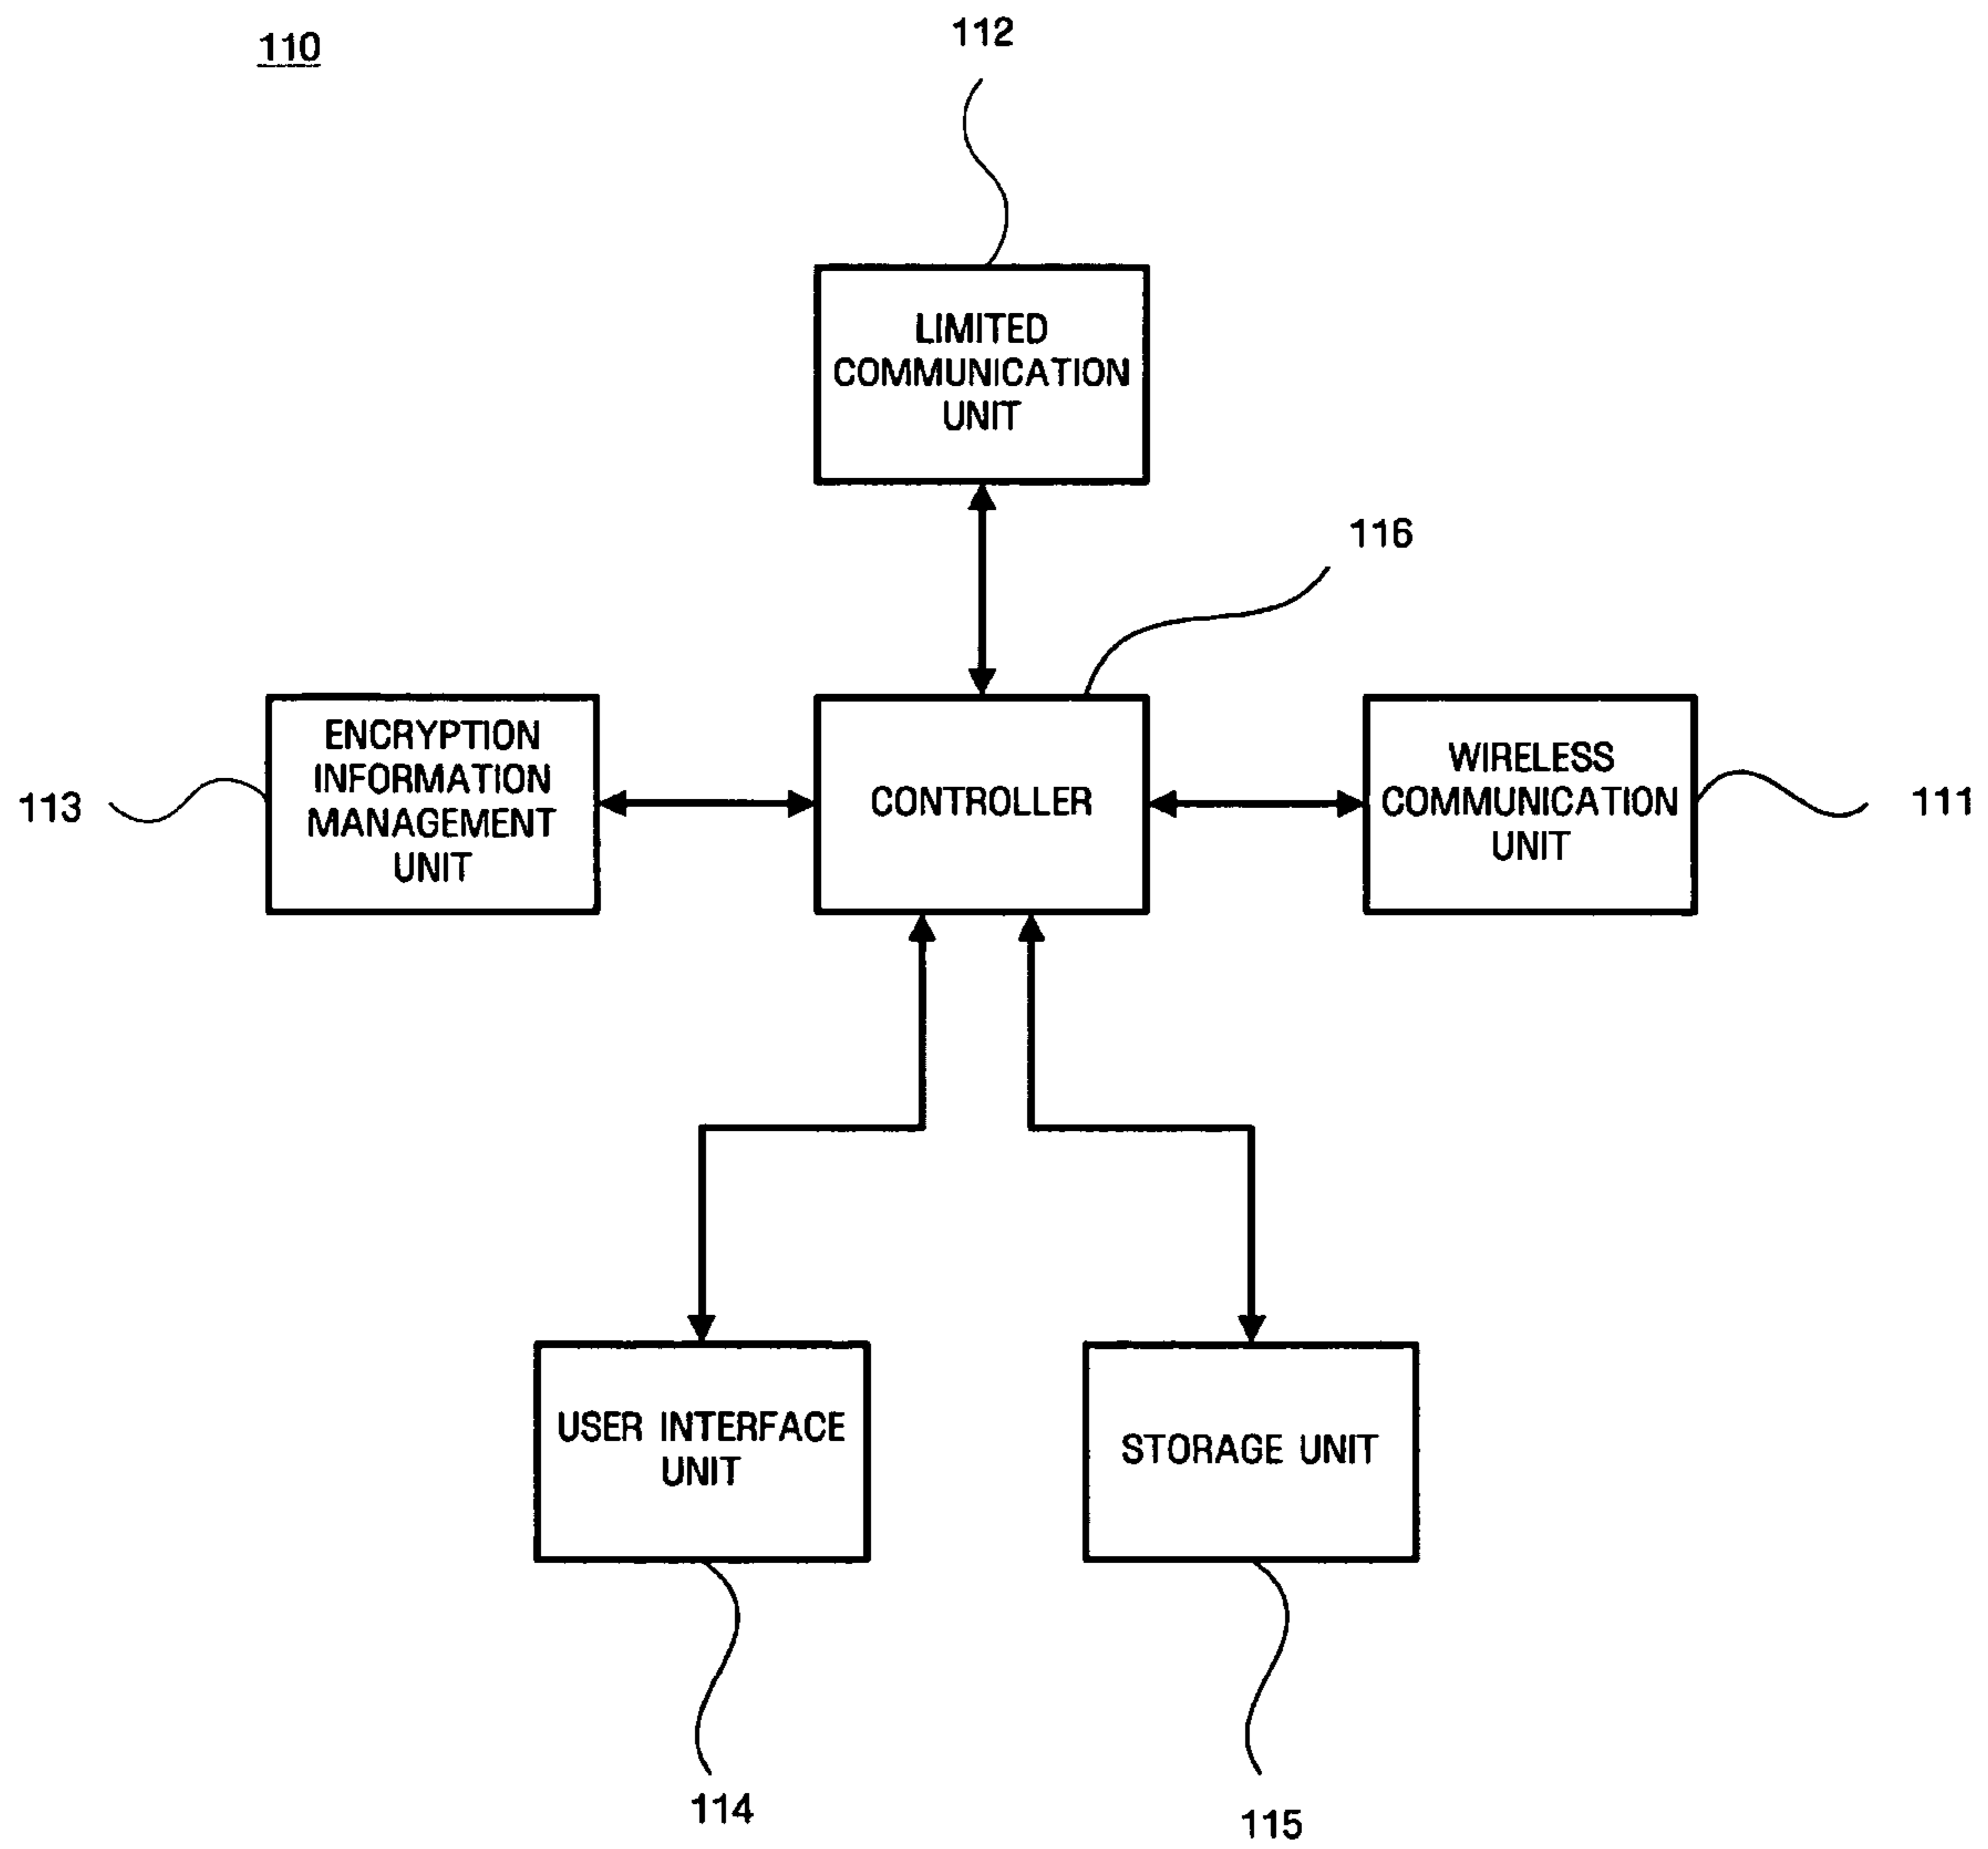 110
112
LIMITED
COMMUNICATION
UNIT
116
ENCRYPTION
INFORMATION
MANAGEMENT
UNIT
113
CONTROLLER
WIRELESS
COMMUNICATION
UNIT
111
USER INTERFACE
UNIT
STORAGE UNIT
114
115